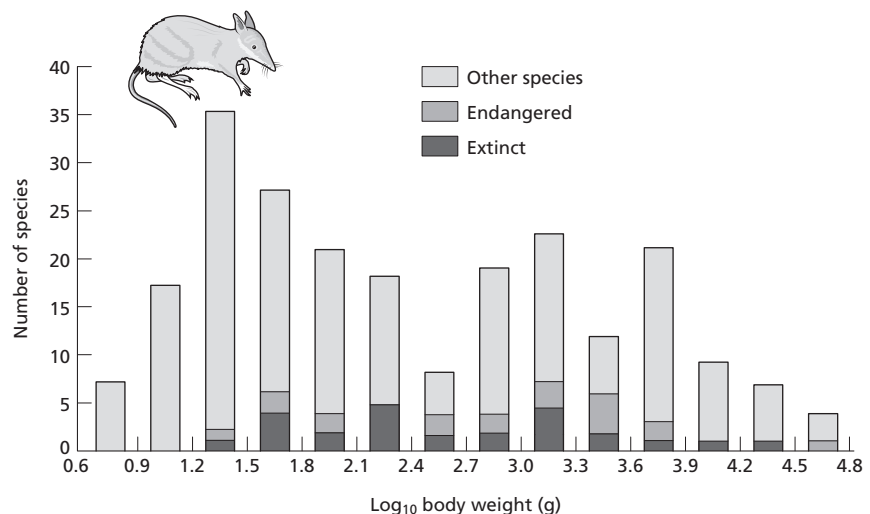 40
35
30
25
20
15
10
5
0
Number of species
Other species
Endangered
Extinct
0.6 0.9 1.2 1.5 1.8 2.1 2.4 2.7 3.0 3.3 3.6 3.9 4.2 4.5 4.8
Log10 body weight (g)